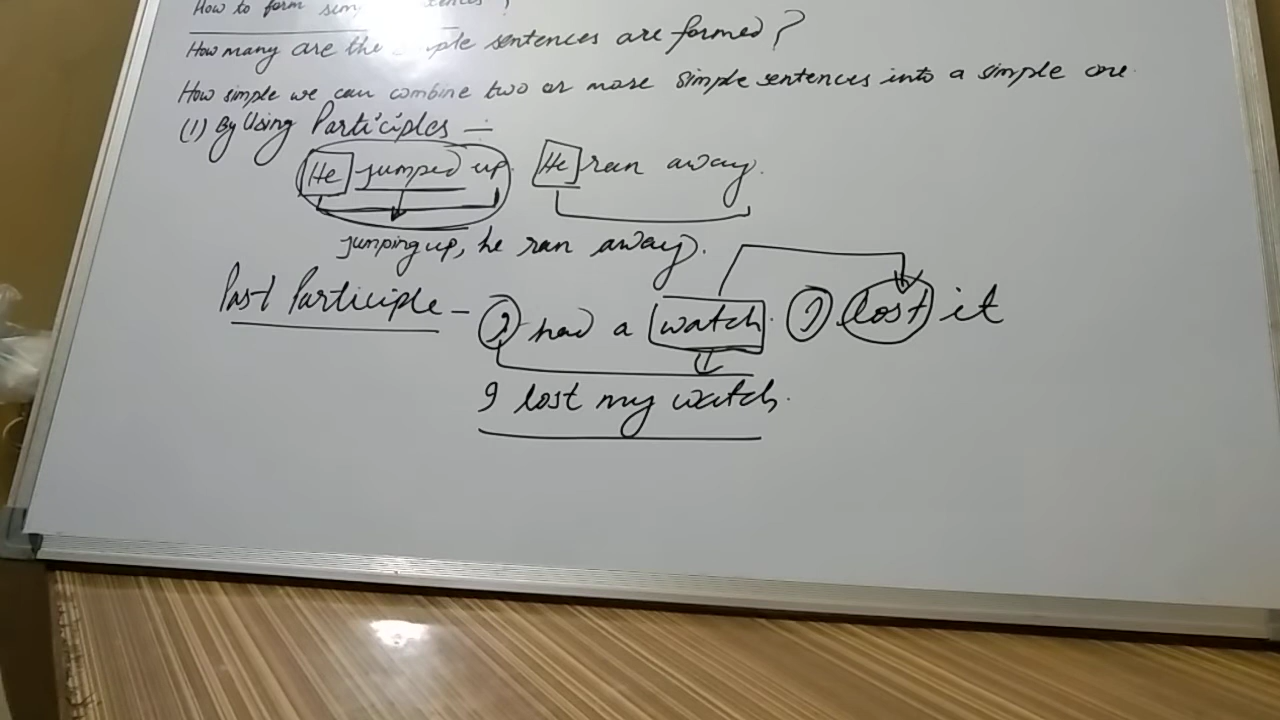 How to form
How many are the sentences are formed?
How simple we can combine two or more simple sentences into a simple one.
(1) By Using Participles -
He jumped up. He ran away.
jumping up, he ran away.
Past Participle - I had a watch. I lost it
I lost my watch.